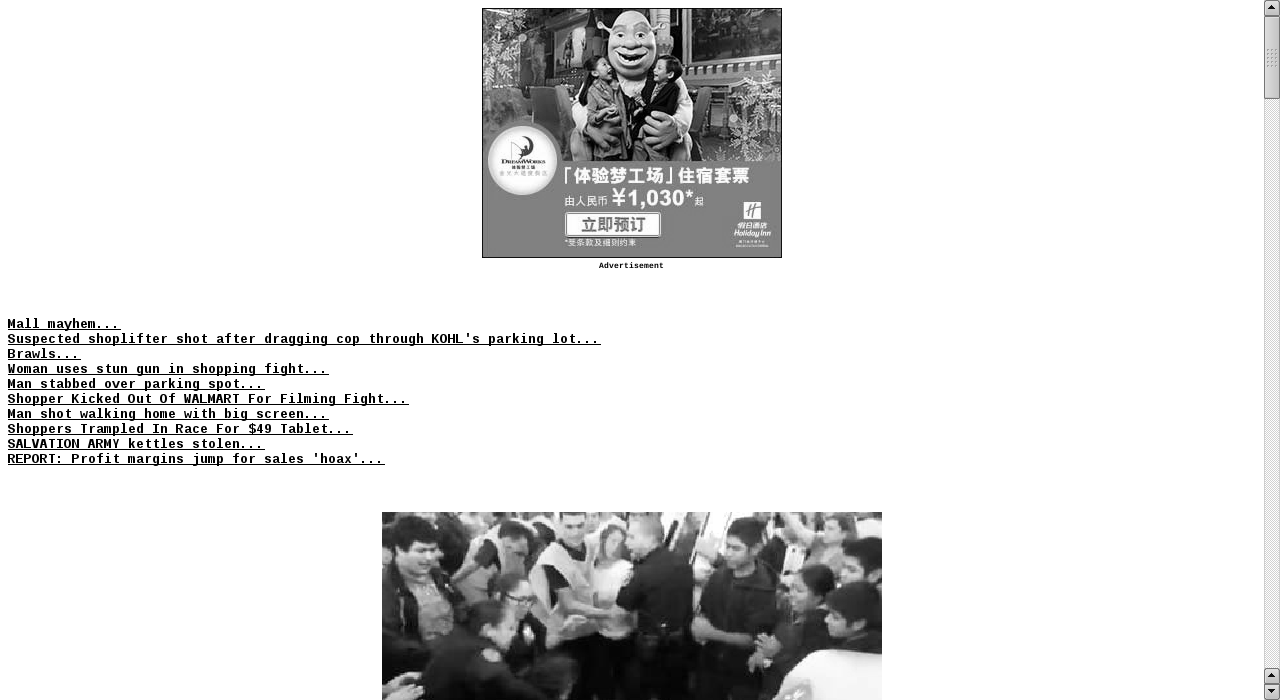 DREAMWORKS
「体验梦工场」住宿套票
由人民币 ¥1,030*起
立即预订
*受条款及细则约束
假日酒店
Holiday Inn
Advertisement
Mall mayhem...
Suspected shoplifter shot after dragging cop through KOHL's parking lot...
Brawls...
Woman uses stun gun in shopping fight...
Man stabbed over parking spot...
Shopper Kicked Out Of WALMART For Filming Fight...
Man shot walking home with big screen...
Shoppers Trampled In Race For $49 Tablet...
SALVATION ARMY kettles stolen...
REPORT: Profit margins jump for sales 'hoax'...